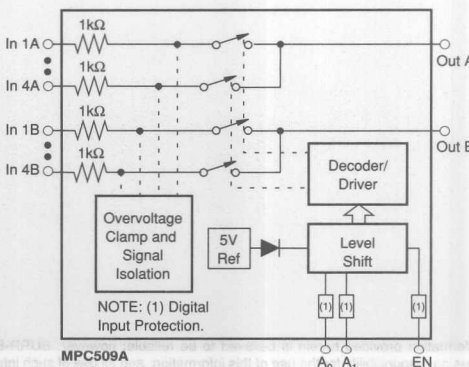 1kΩ
In 1A
1kΩ
Out A
In 4A
1kΩ
In 1B
1kΩ
Out B
In 4B
Decoder/
Driver
Overvoltage
Clamp and
Signal
Isolation
5V
Ref
Level
Shift
NOTE: (1) Digital
Input Protection.
(1) (1) (1)
MPC509A
A0 A1 EN